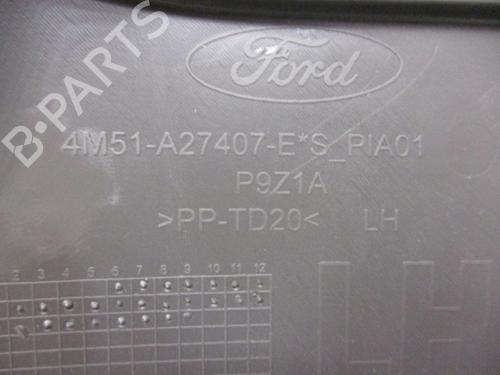 B-PARTS
Ford
4M51-A27407-E*S_PIA01
P9Z1A
>PP-TD20< LH
2 3 4 5 6 7 8 9 10 11 12
LH